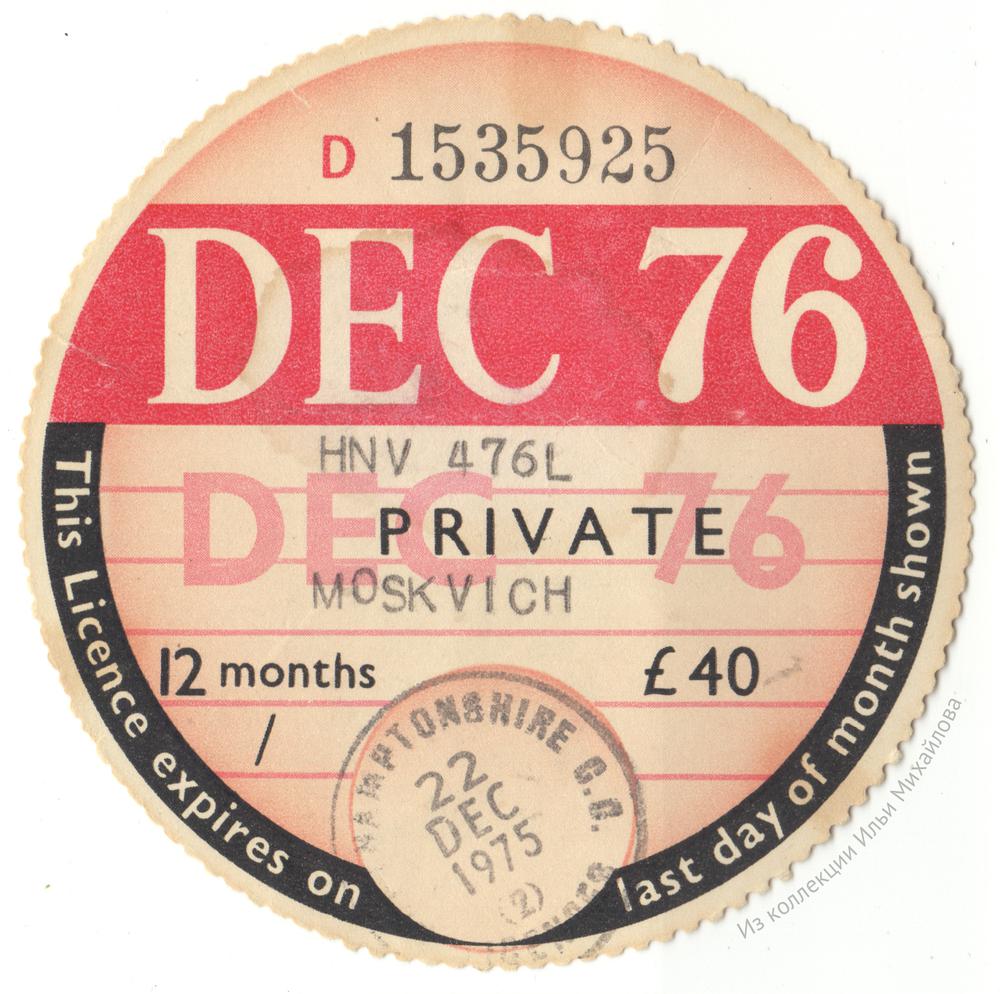 D 1535925
DEC 76
HNV 476L
DEC 76
PRIVATE
MOSKVICH
12 months £40
/
This Licence expires on last day of month shown
22
DEC
1975
(2)
Из коллекции Ильи Михайлова